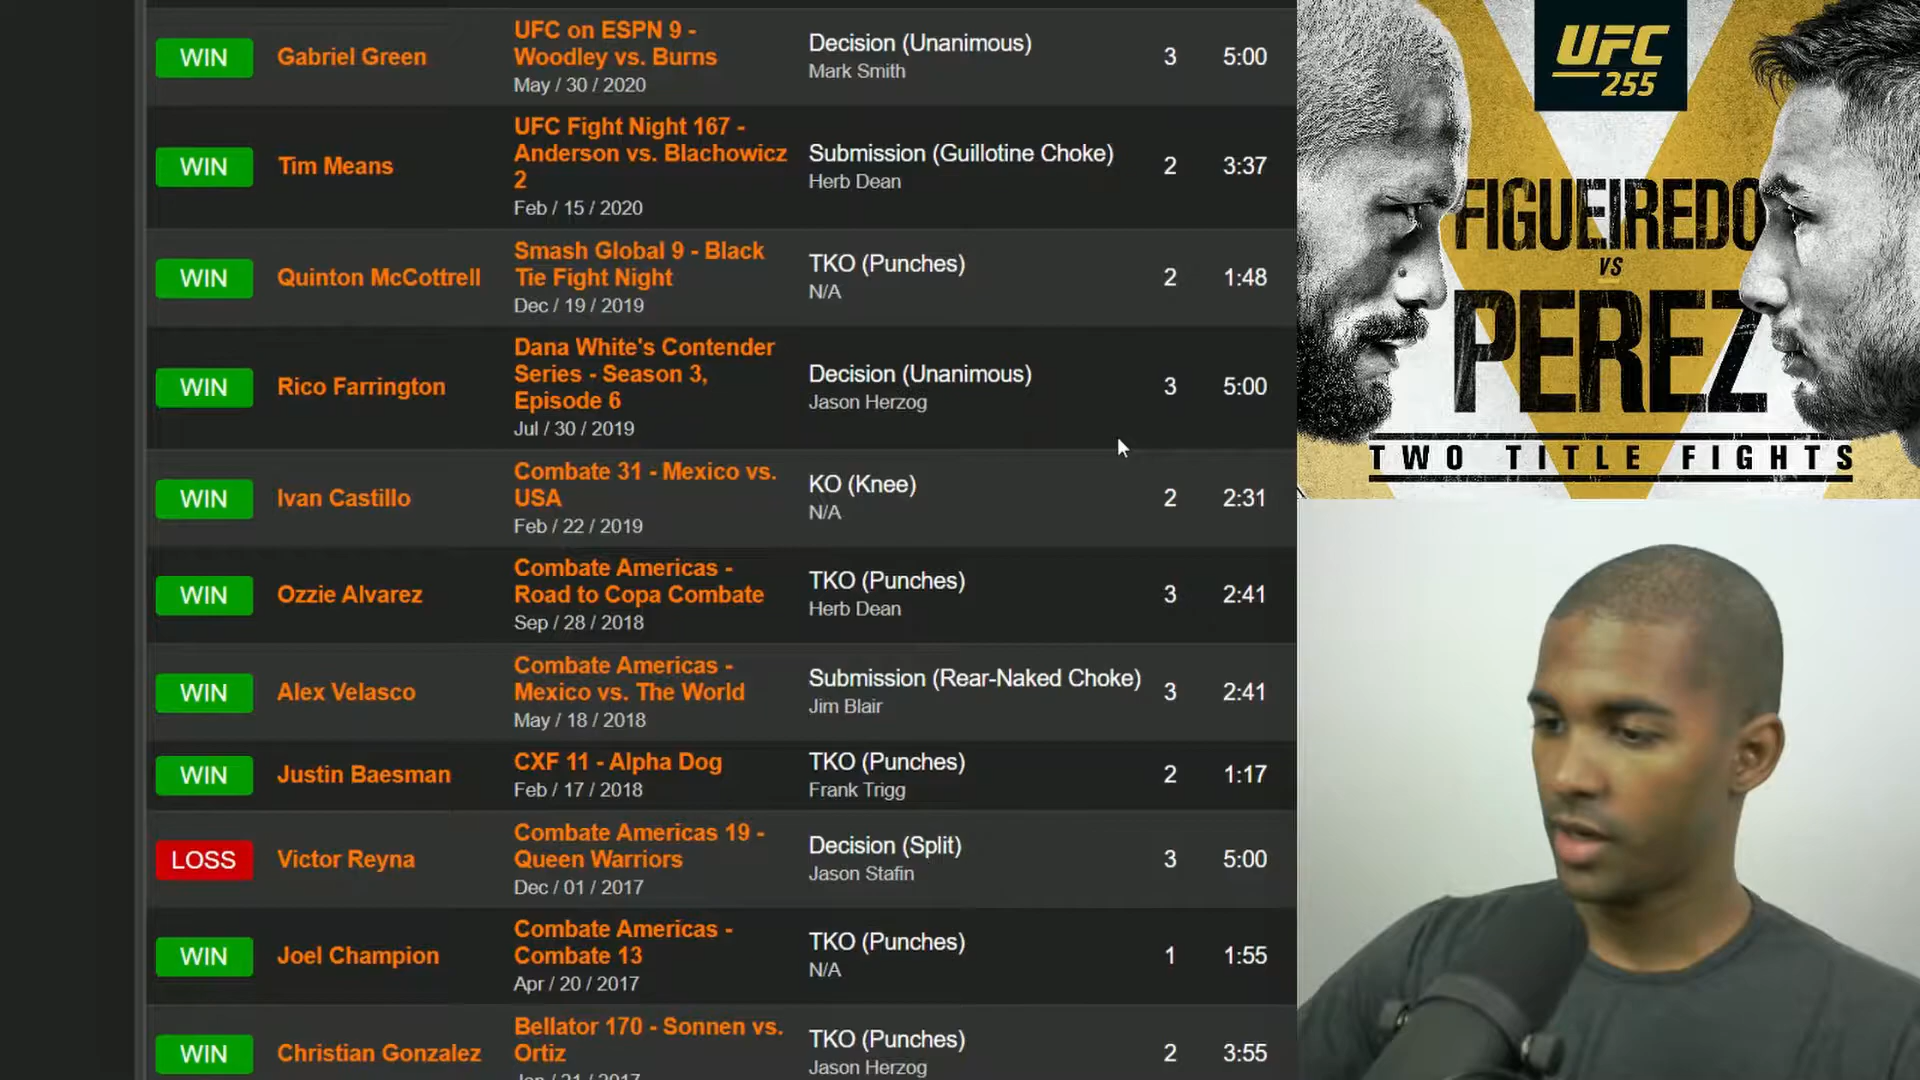 WIN Gabriel Green UFC on ESPN 9 - Woodley vs. Burns May / 30 / 2020 Decision (Unanimous) Mark Smith 3 5:00
WIN Tim Means UFC Fight Night 167 - Anderson vs. Blachowicz 2 Feb / 15 / 2020 Submission (Guillotine Choke) Herb Dean 2 3:37
WIN Quinton McCottrell Smash Global 9 - Black Tie Fight Night Dec / 19 / 2019 TKO (Punches) N/A 2 1:48
WIN Rico Farrington Dana White's Contender Series - Season 3, Episode 6 Jul / 30 / 2019 Decision (Unanimous) Jason Herzog 3 5:00
WIN Ivan Castillo Combate 31 - Mexico vs. USA Feb / 22 / 2019 KO (Knee) N/A 2 2:31
WIN Ozzie Alvarez Combate Americas - Road to Copa Combate Sep / 28 / 2018 TKO (Punches) Herb Dean 3 2:41
WIN Alex Velasco Combate Americas - Mexico vs. The World May / 18 / 2018 Submission (Rear-Naked Choke) Jim Blair 3 2:41
WIN Justin Baesman CXF 11 - Alpha Dog Feb / 17 / 2018 TKO (Punches) Frank Trigg 2 1:17
LOSS Victor Reyna Combate Americas 19 - Queen Warriors Dec / 01 / 2017 Decision (Split) Jason Stafin 3 5:00
WIN Joel Champion Combate Americas - Combate 13 Apr / 20 / 2017 TKO (Punches) N/A 1 1:55
WIN Christian Gonzalez Bellator 170 - Sonnen vs. Ortiz Jan / 21 / 2017 TKO (Punches) Jason Herzog 2 3:55
UFC
255
FIGUEIREDO
VS
PEREZ
TWO TITLE FIGHTS